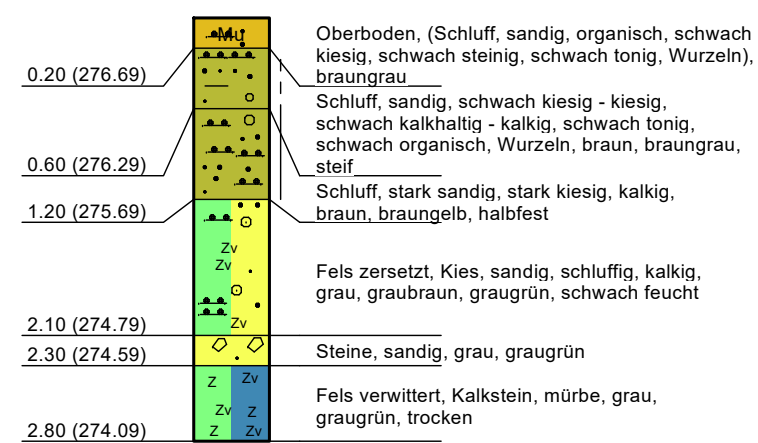 Mu
Oberboden, (Schluff, sandig, organisch, schwach
kiesig, schwach steinig, schwach tonig, Wurzeln),
braungrau
0.20 (276.69)
Schluff, sandig, schwach kiesig - kiesig,
schwach kalkhaltig - kalkig, schwach tonig,
schwach organisch, Wurzeln, braun, braungrau,
steif
0.60 (276.29)
Schluff, stark sandig, stark kiesig, kalkig,
braun, braungelb, halbfest
1.20 (275.69)
Zv
Zv
Zv
Fels zersetzt, Kies, sandig, schluffig, kalkig,
grau, graubraun, graugrün, schwach feucht
2.10 (274.79)
Steine, sandig, grau, graugrün
2.30 (274.59)
Z Zv
Zv Z
Z Zv
Fels verwittert, Kalkstein, mürbe, grau,
graugrün, trocken
2.80 (274.09)